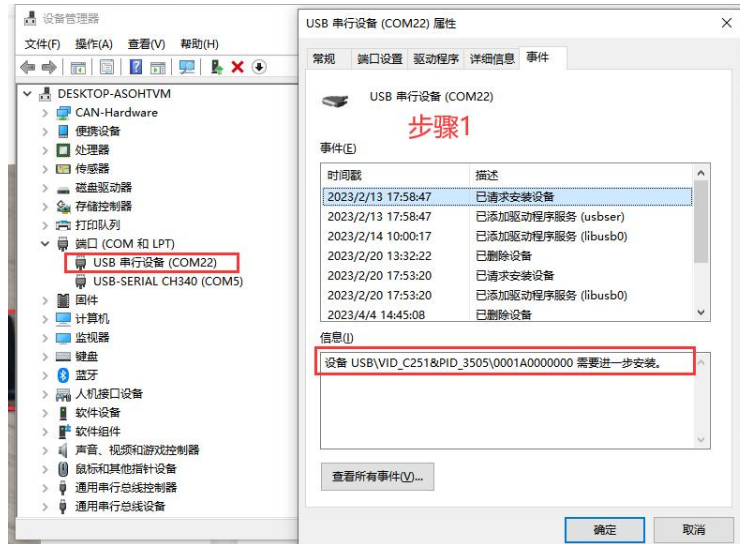 设备管理器
文件(F) 操作(A) 查看(V) 帮助(H)
DESKTOP-ASOHTVM
CAN-Hardware
便携设备
处理器
传感器
磁盘驱动器
存储控制器
打印队列
端口 (COM 和 LPT)
USB 串行设备 (COM22)
USB-SERIAL CH340 (COM5)
固件
计算机
监视器
键盘
蓝牙
人机接口设备
软件设备
软件组件
声音、视频和游戏控制器
鼠标和其他指针设备
通用串行总线控制器
通用串行总线设备
USB 串行设备 (COM22) 属性
常规 端口设置 驱动程序 详细信息 事件
USB 串行设备 (COM22)
步骤1
事件(E)
时间戳 描述
2023/2/13 17:58:47 已请求安装设备
2023/2/13 17:58:47 已添加驱动程序服务 (usbser)
2023/2/14 10:00:17 已添加驱动程序服务 (libusb0)
2023/2/20 13:32:22 已删除设备
2023/2/20 17:53:20 已请求安装设备
2023/2/20 17:53:20 已添加驱动程序服务 (libusb0)
2023/4/4 14:45:08 已删除设备
信息(I)
设备 USB\VID_C251&PID_3505\0001A0000000 需要进一步安装。
查看所有事件(V)...
确定 取消